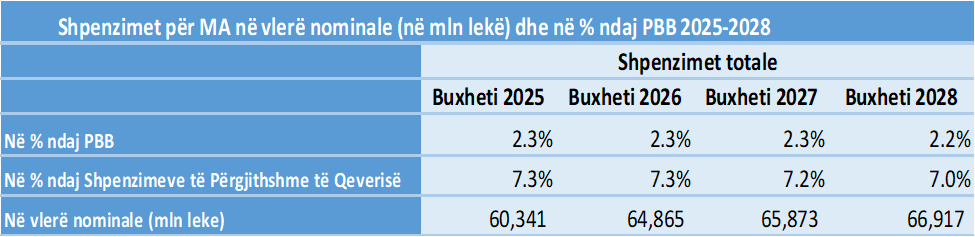 Shpenzimet për MA në vlerë nominale (në mln lekë) dhe në % ndaj PBB 2025-2028
Shpenzimet totale
Buxheti 2025 Buxheti 2026 Buxheti 2027 Buxheti 2028
Në % ndaj PBB 2.3% 2.3% 2.3% 2.2%
Në % ndaj Shpenzimeve të Përgjithshme të Qeverisë 7.3% 7.3% 7.2% 7.0%
Në vlerë nominale (mln leke) 60,341 64,865 65,873 66,917